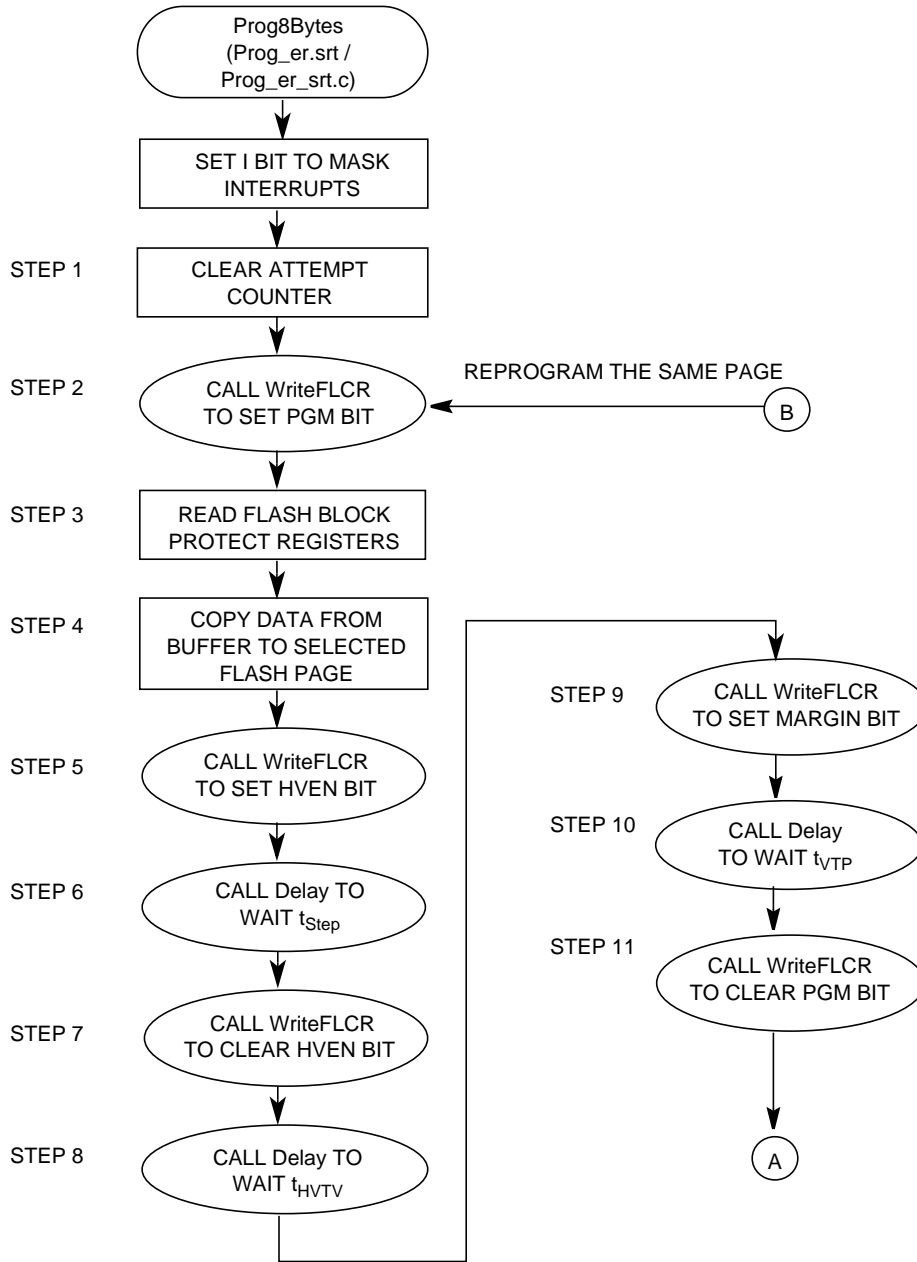 Prog8Bytes
(Prog_er.srt /
Prog_er_srt.c)
SET I BIT TO MASK
INTERRUPTS
STEP 1
CLEAR ATTEMPT
COUNTER
STEP 2
CALL WriteFLCR
TO SET PGM BIT
REPROGRAM THE SAME PAGE
B
STEP 3
READ FLASH BLOCK
PROTECT REGISTERS
STEP 4
COPY DATA FROM
BUFFER TO SELECTED
FLASH PAGE
STEP 5
CALL WriteFLCR
TO SET HVEN BIT
STEP 6
CALL Delay TO
WAIT tStep
STEP 7
CALL WriteFLCR
TO CLEAR HVEN BIT
STEP 8
CALL Delay TO
WAIT tHVTV
STEP 9
CALL WriteFLCR
TO SET MARGIN BIT
STEP 10
CALL Delay
TO WAIT tVTP
STEP 11
CALL WriteFLCR
TO CLEAR PGM BIT
A